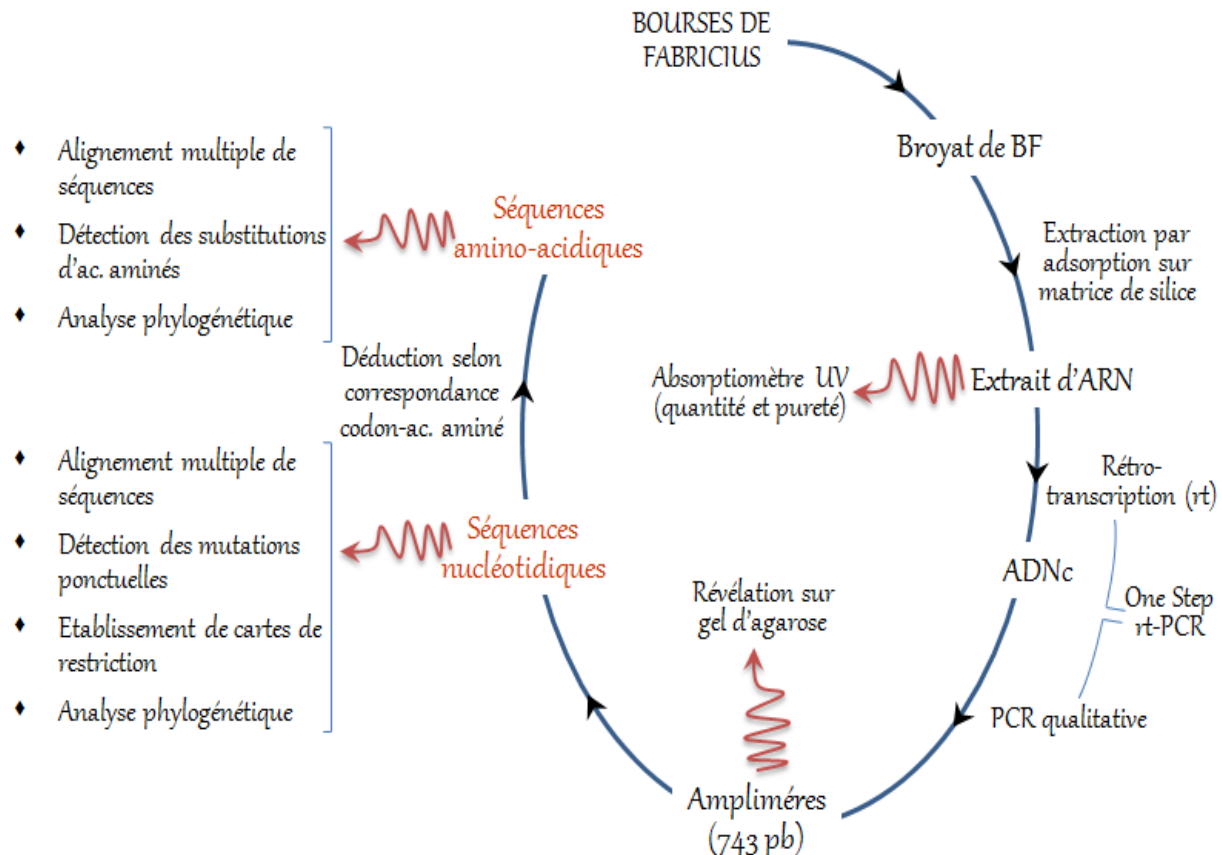 BOURSES DE
FABRICIUS
Broyat de BF
Extraction par
adsorption sur
matrice de silice
Extrait d'ARN
Absorptiomètre UV
(quantité et pureté)
Rétro-
transcription (rt)
ADNc
One Step
rt-PCR
PCR qualitative
Révélation sur
gel d'agarose
Ampliméres
(743 pb)
Séquences
nucléotidiques
♦ Alignement multiple de
séquences
♦ Détection des mutations
ponctuelles
♦ Etablissement de cartes de
restriction
♦ Analyse phylogénétique
Déduction selon
correspondance
codon-ac. aminé
Séquences
amino-acidiques
♦ Alignement multiple de
séquences
♦ Détection des substitutions
d'ac. aminés
♦ Analyse phylogénétique